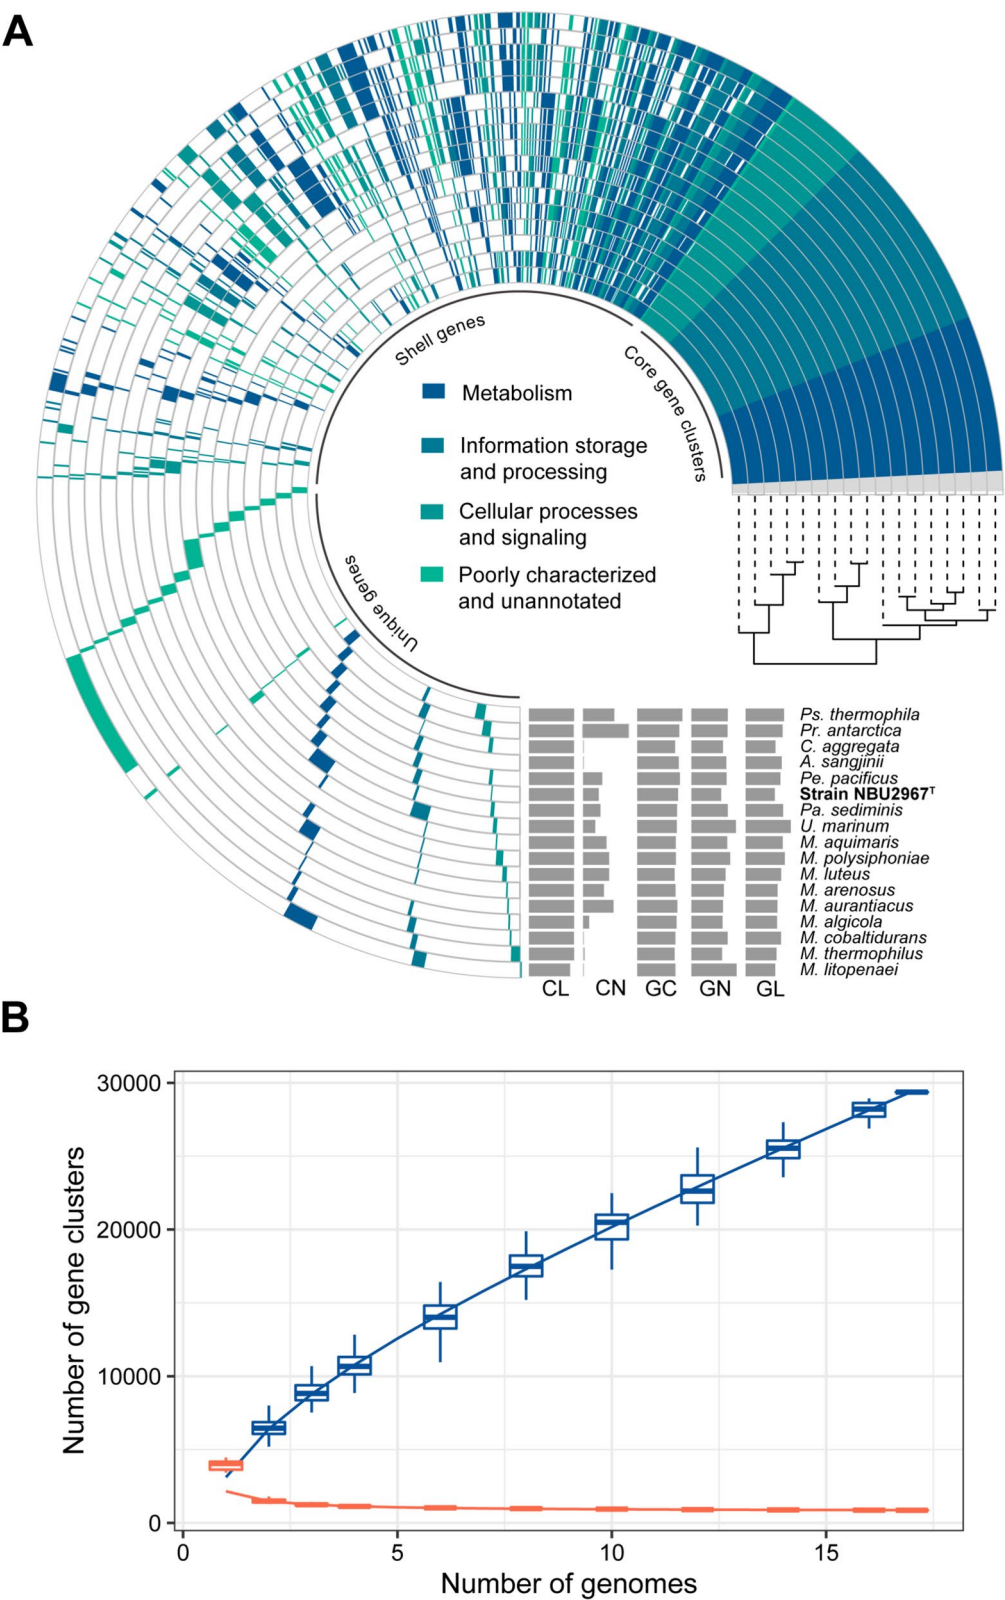 A
Shell genes
Core gene clusters
Unique genes
Metabolism
Information storage
and processing
Cellular processes
and signaling
Poorly characterized
and unannotated
Ps. thermophila
Pr. antarctica
C. aggregata
A. sangjinii
Pe. pacificus
Strain NBU2967ᵀ
Pa. sediminis
U. marinum
M. aquimaris
M. polysiphoniae
M. luteus
M. arenosus
M. aurantiacus
M. algicola
M. cobaltidurans
M. thermophilus
M. litopenaei
CL CN GC GN GL
B
Number of gene clusters
30000
20000
10000
0
0 5 10 15
Number of genomes